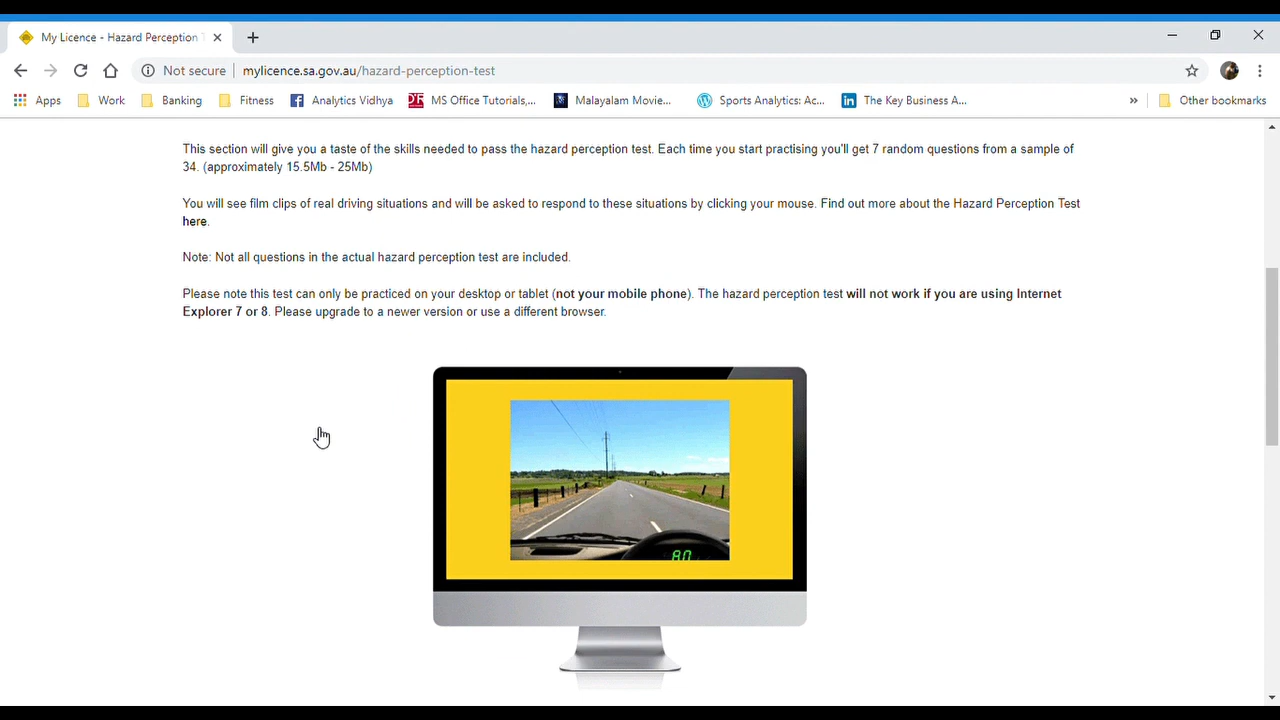 My Licence - Hazard Perception
Not secure mylicence.sa.gov.au/hazard-perception-test
Apps Work Banking Fitness Analytics Vidhya MS Office Tutorials,... Malayalam Movie... Sports Analytics: Ac... The Key Business A... » Other bookmarks
This section will give you a taste of the skills needed to pass the hazard perception test. Each time you start practising you'll get 7 random questions from a sample of
34. (approximately 15.5Mb - 25Mb)
You will see film clips of real driving situations and will be asked to respond to these situations by clicking your mouse. Find out more about the Hazard Perception Test
here.
Note: Not all questions in the actual hazard perception test are included.
Please note this test can only be practiced on your desktop or tablet (not your mobile phone). The hazard perception test will not work if you are using Internet
Explorer 7 or 8. Please upgrade to a newer version or use a different browser.
80